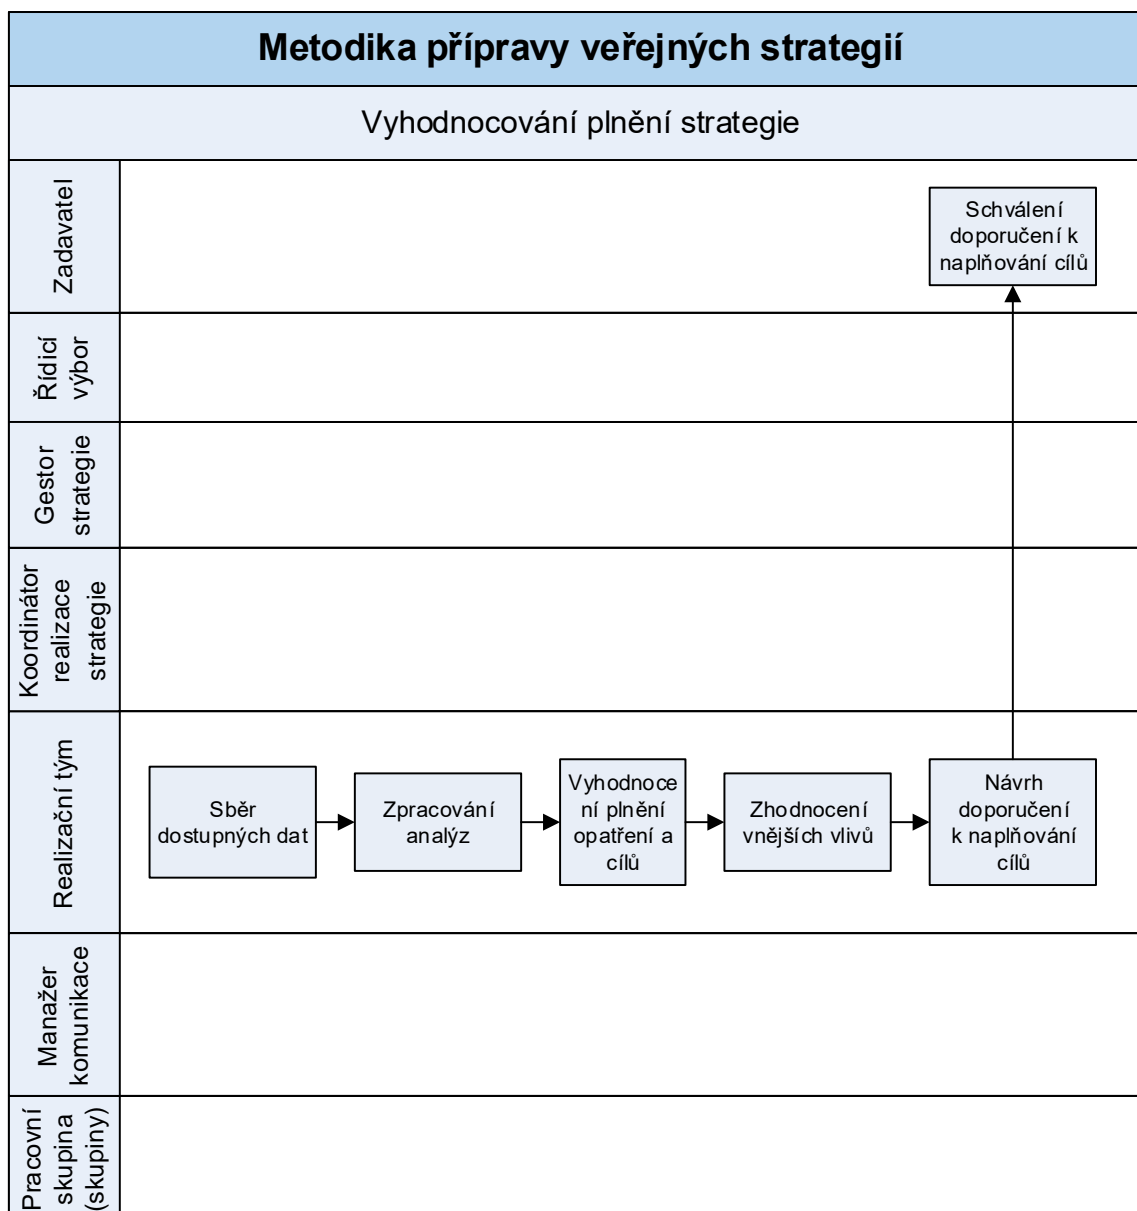 Metodika přípravy veřejných strategií
Vyhodnocování plnění strategie
Zadavatel
Schválení
doporučení k
naplňování cílů
Řídicí
výbor
Gestor
strategie
Koordinátor
realizace
strategie
Realizační tým
Sběr
dostupných dat
Zpracování
analýz
Vyhodnoce
ní plnění
opatření a
cílů
Zhodnocení
vnějších vlivů
Návrh
doporučení
k naplňování
cílů
Manažer
komunikace
Pracovní
skupina
(skupiny)